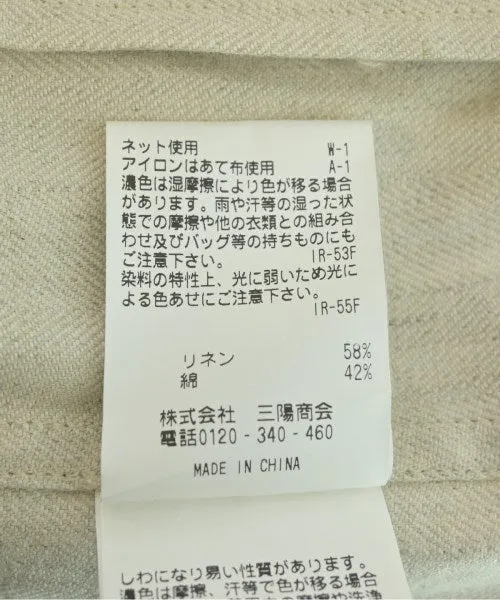 ネット使用 W-1
アイロンはあて布使用 A-1
濃色は湿摩擦により色が移る場合
があります。雨や汗等の湿った状
態での摩擦や他の衣類との組み合
わせ及びバッグ等の持ちものにも
ご注意下さい。 IR-53F
染料の特性上、光に弱いため光に
よる色あせにご注意下さい。
IR-55F
リネン 58%
綿 42%
株式会社 三陽商会
電話0120-340-460
MADE IN CHINA
しわになり易い性質があります。
濃色は摩擦、汗等で色が移る場合